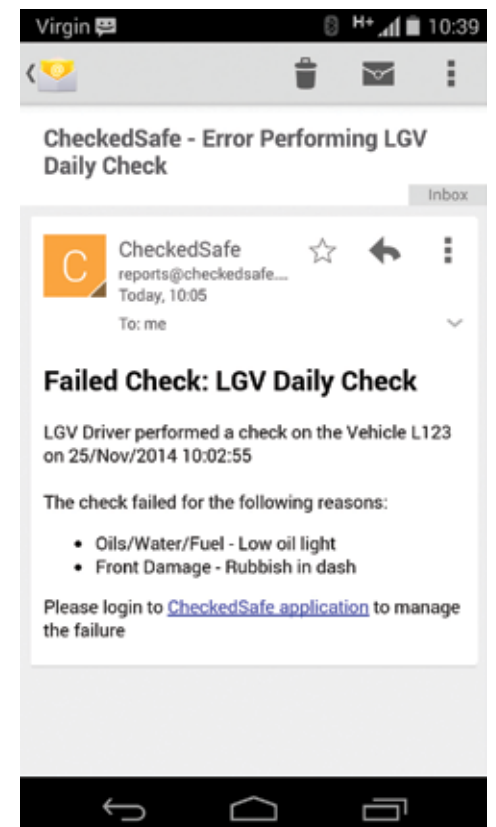 Virgin
H+
10:39
CheckedSafe - Error Performing LGV
Daily Check
Inbox
C
CheckedSafe
reports@checkedsafe....
Today, 10:05
To: me
Failed Check: LGV Daily Check
LGV Driver performed a check on the Vehicle L123
on 25/Nov/2014 10:02:55
The check failed for the following reasons:
• Oils/Water/Fuel - Low oil light
• Front Damage - Rubbish in dash
Please login to CheckedSafe application to manage
the failure